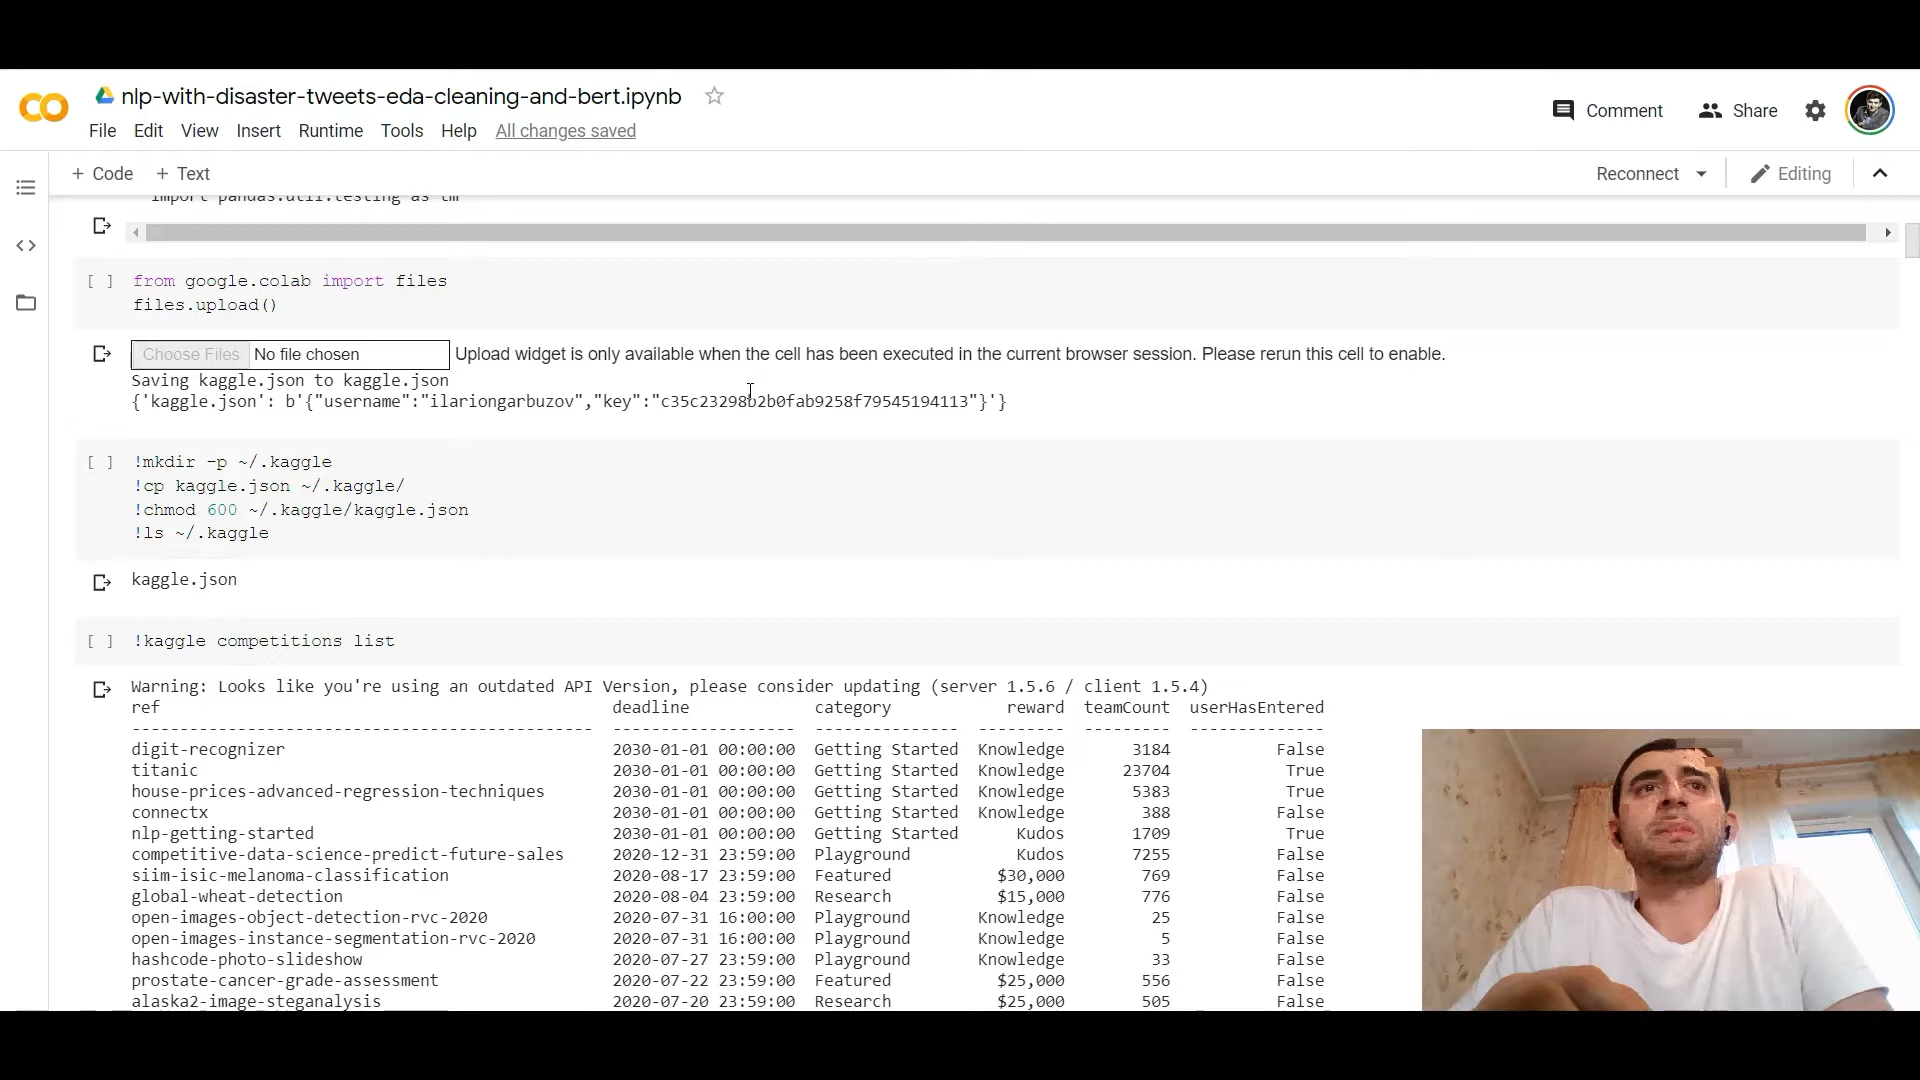 nlp-with-disaster-tweets-eda-cleaning-and-bert.ipynb
Comment
Share
File Edit View Insert Runtime Tools Help All changes saved
+ Code + Text
Reconnect
Editing
import pandas.util.testing as tm
[ ] from google.colab import files
files.upload()
Choose Files No file chosen Upload widget is only available when the cell has been executed in the current browser session. Please rerun this cell to enable.
Saving kaggle.json to kaggle.json
{'kaggle.json': b'{"username":"ilariongarbuzov","key":"c35c23298b2b0fab9258f79545194113"}'}
[ ] !mkdir -p ~/.kaggle
!cp kaggle.json ~/.kaggle/
!chmod 600 ~/.kaggle/kaggle.json
!ls ~/.kaggle
kaggle.json
[ ] !kaggle competitions list
Warning: Looks like you're using an outdated API Version, please consider updating (server 1.5.6 / client 1.5.4)
ref deadline category reward teamCount userHasEntered
digit-recognizer 2030-01-01 00:00:00 Getting Started Knowledge 3184 False
titanic 2030-01-01 00:00:00 Getting Started Knowledge 23704 True
house-prices-advanced-regression-techniques 2030-01-01 00:00:00 Getting Started Knowledge 5383 True
connectx 2030-01-01 00:00:00 Getting Started Knowledge 388 False
nlp-getting-started 2030-01-01 00:00:00 Getting Started Kudos 1709 True
competitive-data-science-predict-future-sales 2020-12-31 23:59:00 Playground Kudos 7255 False
siim-isic-melanoma-classification 2020-08-17 23:59:00 Featured $30,000 769 False
global-wheat-detection 2020-08-04 23:59:00 Research $15,000 776 False
open-images-object-detection-rvc-2020 2020-07-31 16:00:00 Playground Knowledge 25 False
open-images-instance-segmentation-rvc-2020 2020-07-31 16:00:00 Playground Knowledge 5 False
hashcode-photo-slideshow 2020-07-27 23:59:00 Playground Knowledge 33 False
prostate-cancer-grade-assessment 2020-07-22 23:59:00 Featured $25,000 556 False
alaska2-image-steganalysis 2020-07-20 23:59:00 Research $25,000 505 False